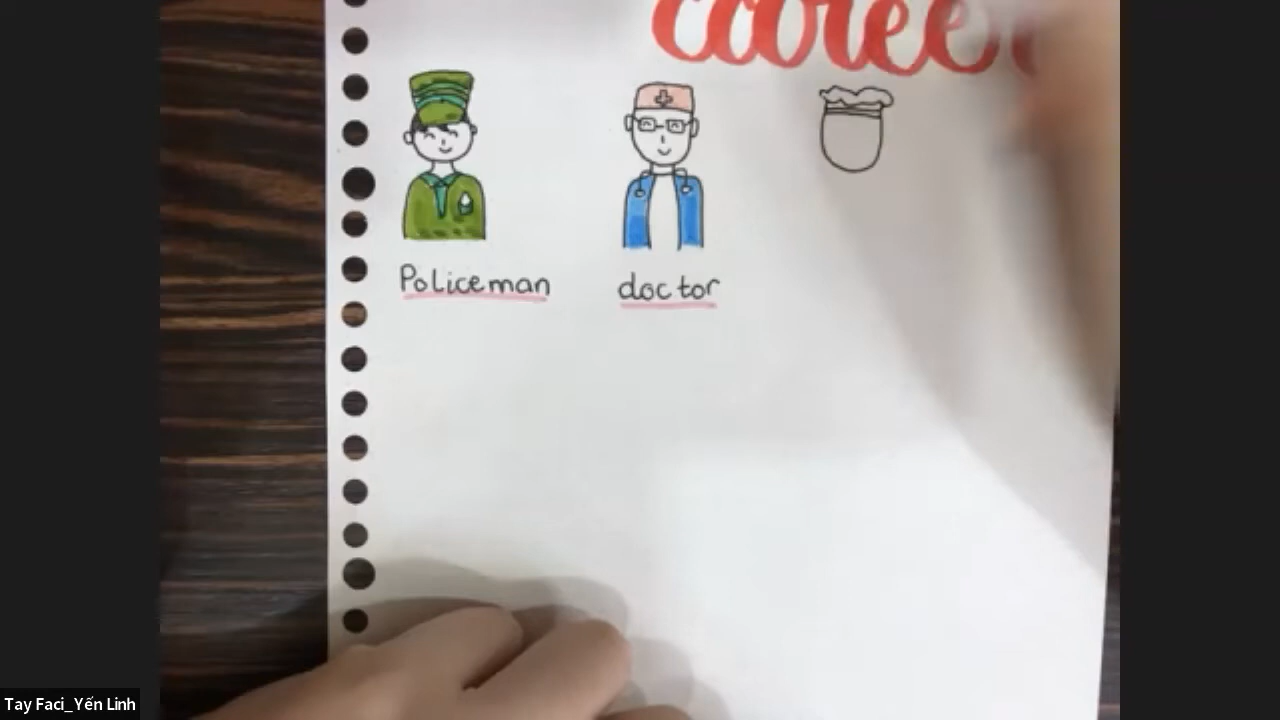 Policeman
doctor
Tay Faci_Yến Linh